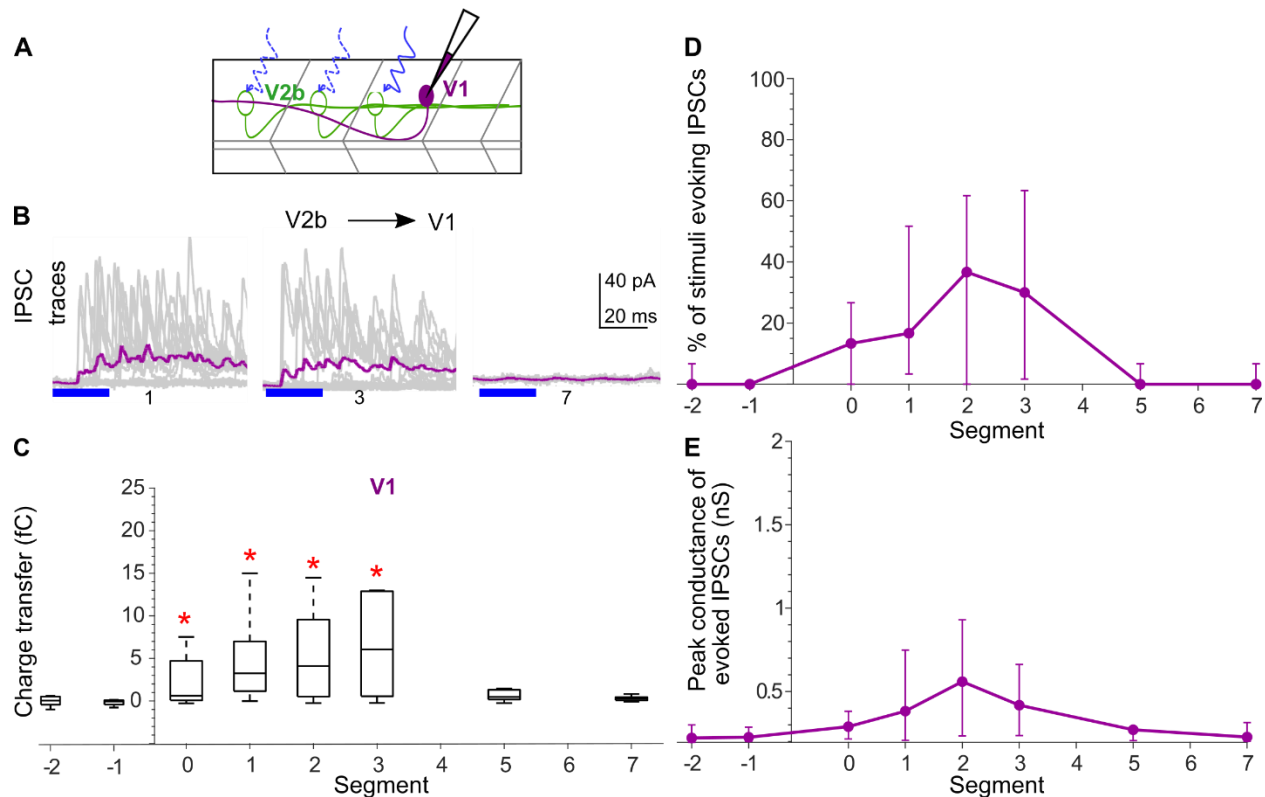 A
V2b
V1
B
V2b V1
IPSC
traces
40 pA
20 ms
1 3 7
C
V1
Charge transfer (fC)
25
20
15
10
5
0
* * * *
-2 -1 0 1 2 3 4 5 6 7
Segment
D
% of stimuli evoking IPSCs
100
80
60
40
20
-2 -1 0 1 2 3 4 5 6 7
Segment
E
Peak conductance of
evoked IPSCs (nS)
2
1.5
1
0.5
-2 -1 0 1 2 3 4 5 6 7
Segment